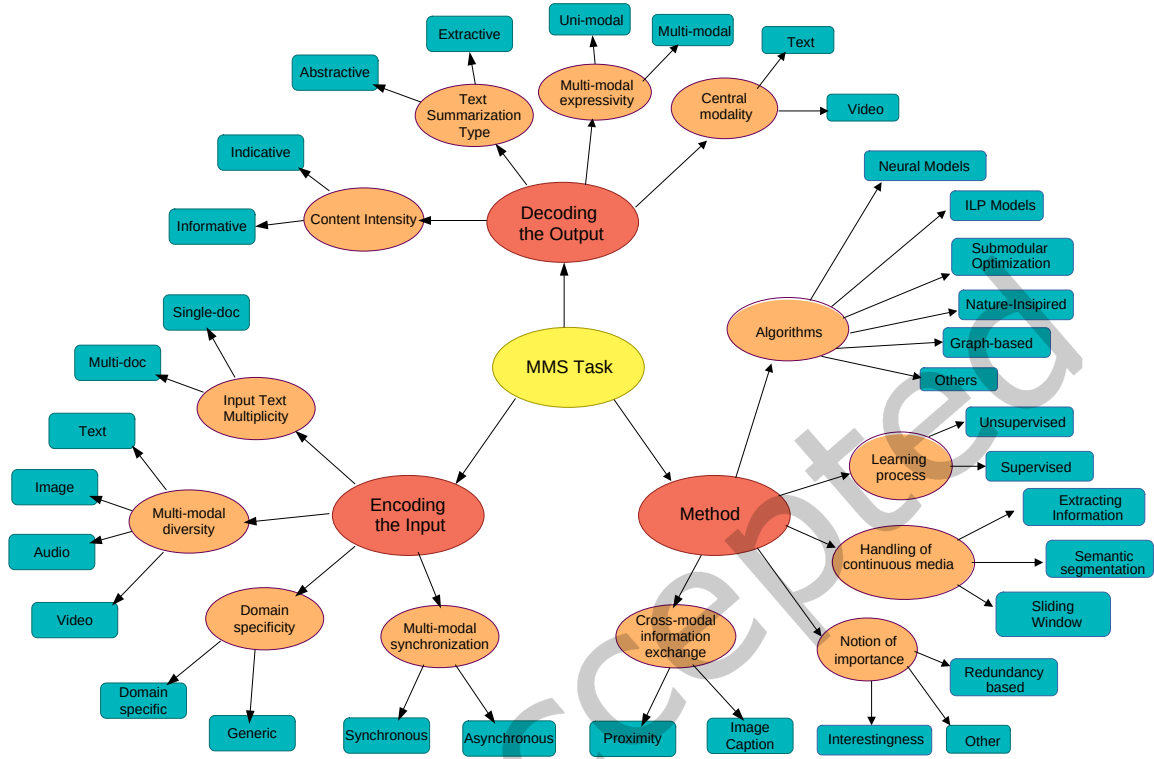 Uni-modal
Multi-modal
Extractive
Text
Abstractive
Multi-modal
expressivity
Text
Summarization
Type
Central
modality
Video
Indicative
Neural Models
Informative
Content Intensity
Decoding
the Output
ILP Models
Submodular
Optimization
Single-doc
Nature-Insipired
Algorithms
Graph-based
Multi-doc
MMS Task
Others
Input Text
Multiplicity
Text
Unsupervised
Learning
process
Supervised
Image
Multi-modal
diversity
Encoding
the Input
Method
Extracting
Information
Audio
Handling of
continuous media
Semantic
segmentation
Video
Domain
specificity
Multi-modal
synchronization
Cross-modal
information
exchange
Sliding
Window
Notion of
importance
Redundancy
based
Domain
specific
Generic
Synchronous
Asynchronous
Proximity
Image
Caption
Interestingness
Other
ccepted